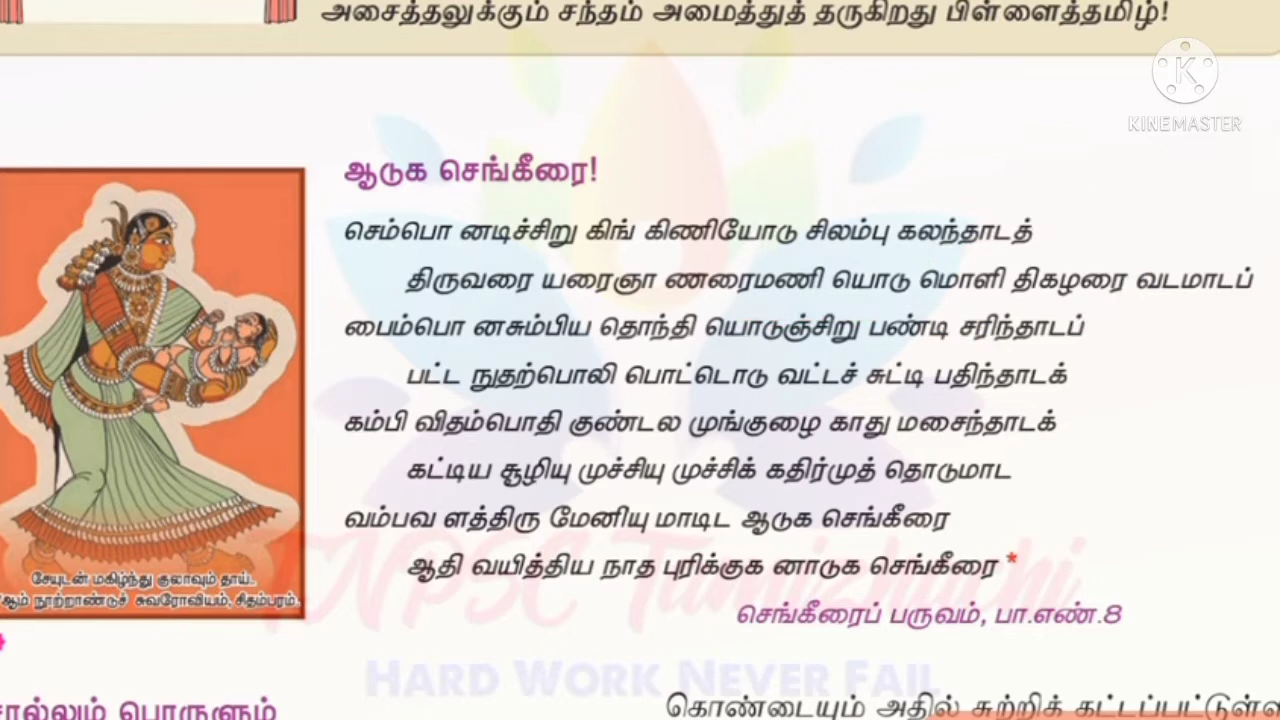 அசைத்தலுக்கும் சந்தம் அமைத்துத் தருகிறது பிள்ளைத்தமிழ்!
KINEMASTER
ஆடுக செங்கீரை!
செம்பொ னடிச்சிறு கிங் கிணியோடு சிலம்பு கலந்தாடத்
திருவரை யரைஞா ணரைமணி யொடு மொளி திகழரை வடமாடப்
பைம்பொ னசும்பிய தொந்தி யொடுஞ்சிறு பண்டி சரிந்தாடப்
பட்ட நுதற்பொலி பொட்டொடு வட்டச் சுட்டி பதிந்தாடக்
கம்பி விதம்பொதி குண்டல முங்குழை காது மசைந்தாடக்
கட்டிய சூழியு முச்சியு முச்சிக் கதிர்முத் தொடுமாட
வம்பவ ளத்திரு மேனியு மாடிட ஆடுக செங்கீரை
ஆதி வயித்திய நாத புரிக்குக னாடுக செங்கீரை *
செங்கீரைப் பருவம், பா.எண்.8
சேயுடன் மகிழ்ந்து குலாவும் தாய்.
ஆம் நூற்றாண்டுச் சுவரோவியம், சிதம்பரம்.
TNPSC
HARD WORK NEVER FAIL
பொருளும்
கொண்டையும் அதில் சுற்றிக்